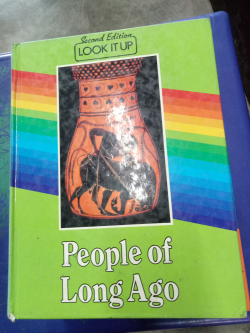 Second Edition
LOOK IT UP
People of
Long Ago